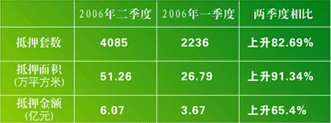 2006年二季度 2006年一季度 两季度相比
抵押套数 4085 2236 上升82.69%
抵押面积 51.26 26.79 上升91.34%
(万平方米)
抵押金额 6.07 3.67 上升65.4%
(亿元)